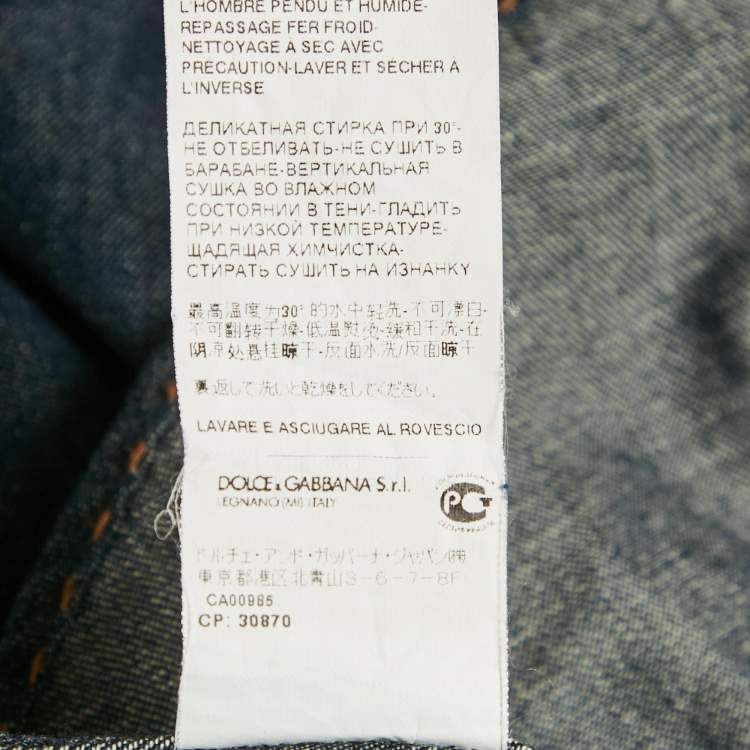 L'HOMBRE PENDU ET HUMIDE-
REPASSAGE FER FROID-
NETTOYAGE À SEC AVEC
PRECAUTION-LAVER ET SÉCHER À
L'INVERSE
ДЕЛИКАТНАЯ СТИРКА ПРИ 30°-
НЕ ОТБЕЛИВАТЬ-НЕ СУШИТЬ В
БАРАБАНЕ-ВЕРТИКАЛЬНАЯ
СУШКА ВО ВЛАЖНОМ
СОСТОЯНИИ В ТЕНИ-ГЛАДИТЬ
ПРИ НИЗКОЙ ТЕМПЕРАТУРЕ-
ЩАДЯЩАЯ ХИМЧИСТКА-
СТИРАТЬ СУШИТЬ НА ИЗНАНКУ
最高温度为30°的水中轻洗-不可漂白-
不可翻转干燥-低温熨烫-缓和干洗-在
阴凉处悬挂晾干-反面水洗/反面晾干
裏返して洗いと乾燥をしてください。
LAVARE E ASCIUGARE AL ROVESCIO
DOLCE & GABBANA S.r.l.
LEGNANO (MI) ITALY
PCT
ドルチェ・アンド・ガッバーナ・ジャパン㈱
東京都港区北青山3-6-7-8F
CA00985
CP: 30870